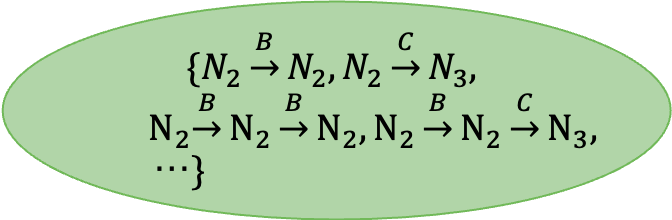 {N₂ →ᴮ N₂, N₂ →ᶜ N₃,
N₂ →ᴮ N₂ →ᴮ N₂, N₂ →ᴮ N₂ →ᶜ N₃,
⋯}